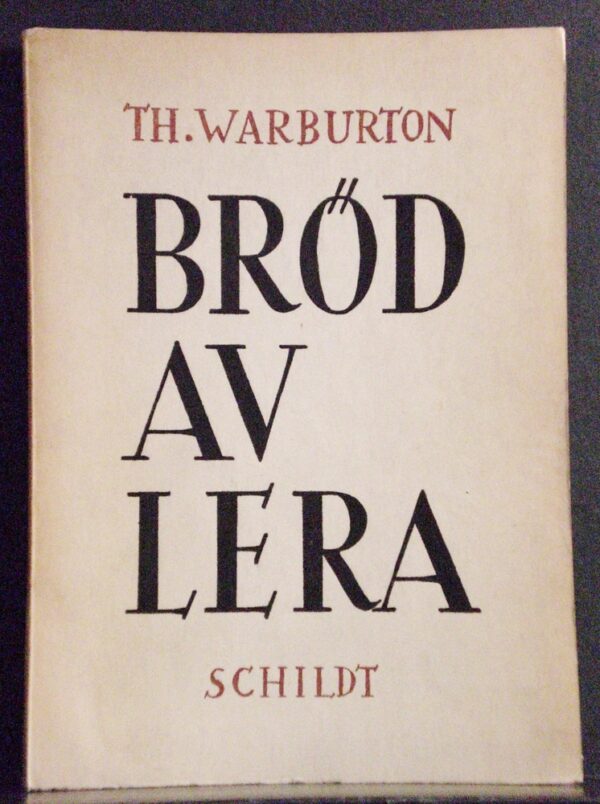 TH. WARBURTON
BRÖD
AV
LERA
SCHILDT